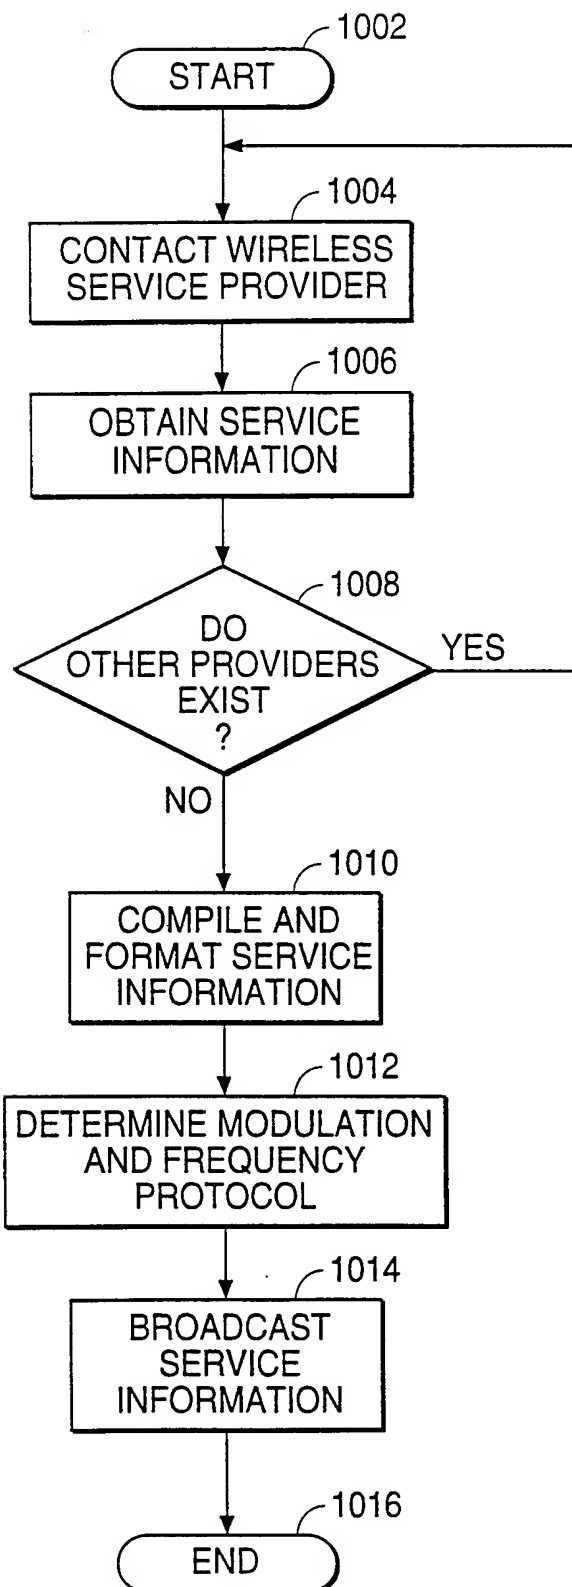 1002
START
1004
CONTACT WIRELESS
SERVICE PROVIDER
1006
OBTAIN SERVICE
INFORMATION
1008
DO
OTHER PROVIDERS
EXIST
?
YES
NO
1010
COMPILE AND
FORMAT SERVICE
INFORMATION
1012
DETERMINE MODULATION
AND FREQUENCY
PROTOCOL
1014
BROADCAST
SERVICE
INFORMATION
1016
END